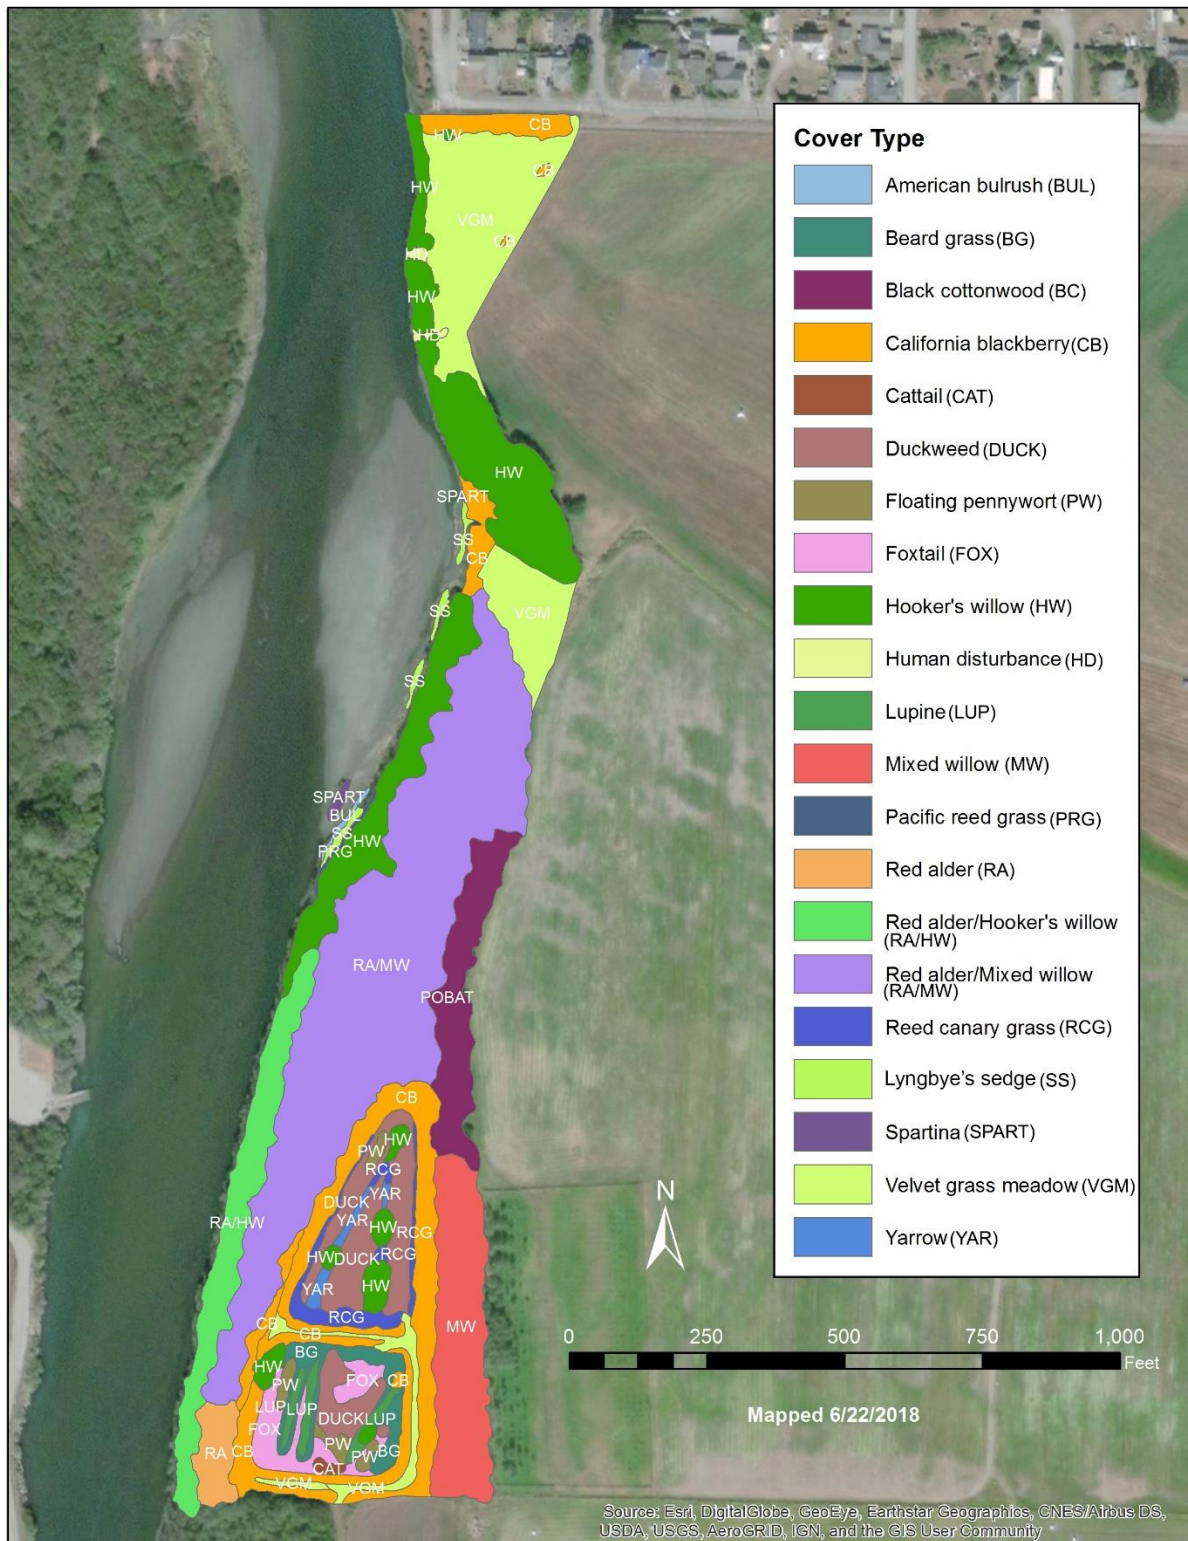 CB
HW
CB
HW
VGM
CB
HD
HW
HD
HW
SPART
SS
CB
SS
VGM
SS
SPART
BUL
SS
HW
PRG
RA/MW
POBAT
CB
HW
PW
RCG
YAR
DUCK
YAR
HW
RCG
RA/HW
HW
DUCK
RCG
YAR
HW
RCG
CB
CB
MW
BG
HW
PW
FOX
CB
LUP
LUP
FOX
DUCK
LUP
RA
CB
PW
PW
BG
CAT
VGM
VGM
Cover Type
American bulrush (BUL)
Beard grass (BG)
Black cottonwood (BC)
California blackberry (CB)
Cattail (CAT)
Duckweed (DUCK)
Floating pennywort (PW)
Foxtail (FOX)
Hooker's willow (HW)
Human disturbance (HD)
Lupine (LUP)
Mixed willow (MW)
Pacific reed grass (PRG)
Red alder (RA)
Red alder/Hooker's willow
(RA/HW)
Red alder/Mixed willow
(RA/MW)
Reed canary grass (RCG)
Lyngbye's sedge (SS)
Spartina (SPART)
Velvet grass meadow (VGM)
Yarrow (YAR)
N
0 250 500 1,000
Feet
Mapped 6/22/2018
Source: Esri, DigitalGlobe, GeoEye, Earthstar Geographics, CNES/Airbus DS,
USDA, USGS, AeroGRID, IGN, and the GIS User Community